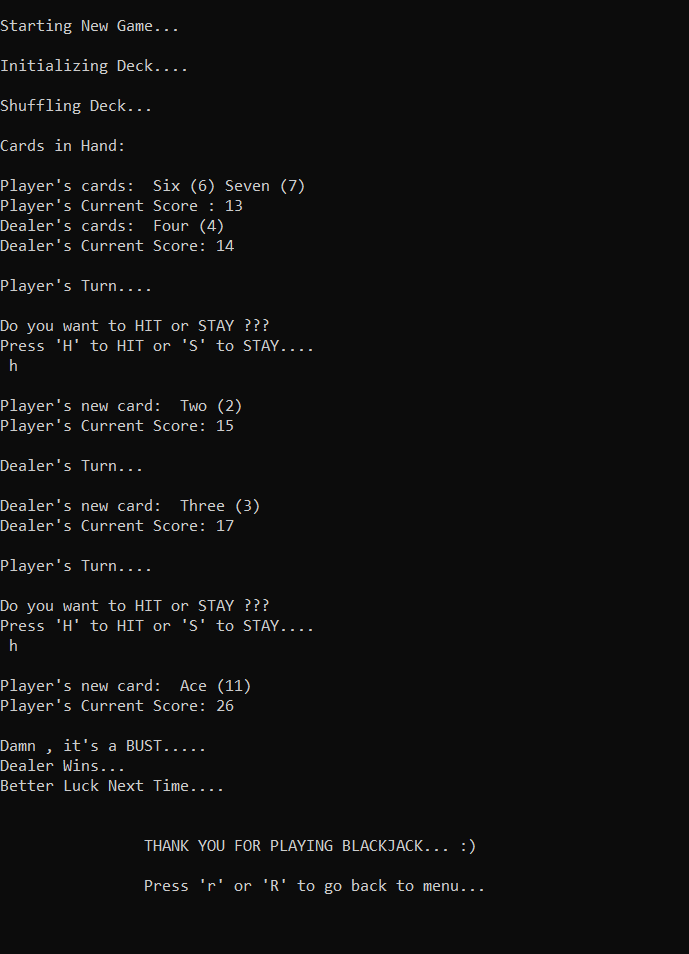 Starting New Game...
Initializing Deck....
Shuffling Deck...
Cards in Hand:
Player's cards:  Six (6) Seven (7)
Player's Current Score : 13
Dealer's cards:  Four (4)
Dealer's Current Score: 14
Player's Turn....
Do you want to HIT or STAY ???
Press 'H' to HIT or 'S' to STAY....
h
Player's new card:  Two (2)
Player's Current Score: 15
Dealer's Turn...
Dealer's new card:  Three (3)
Dealer's Current Score: 17
Player's Turn....
Do you want to HIT or STAY ???
Press 'H' to HIT or 'S' to STAY....
h
Player's new card:  Ace (11)
Player's Current Score: 26
Damn , it's a BUST.....
Dealer Wins...
Better Luck Next Time....
THANK YOU FOR PLAYING BLACKJACK... :)
Press 'r' or 'R' to go back to menu...